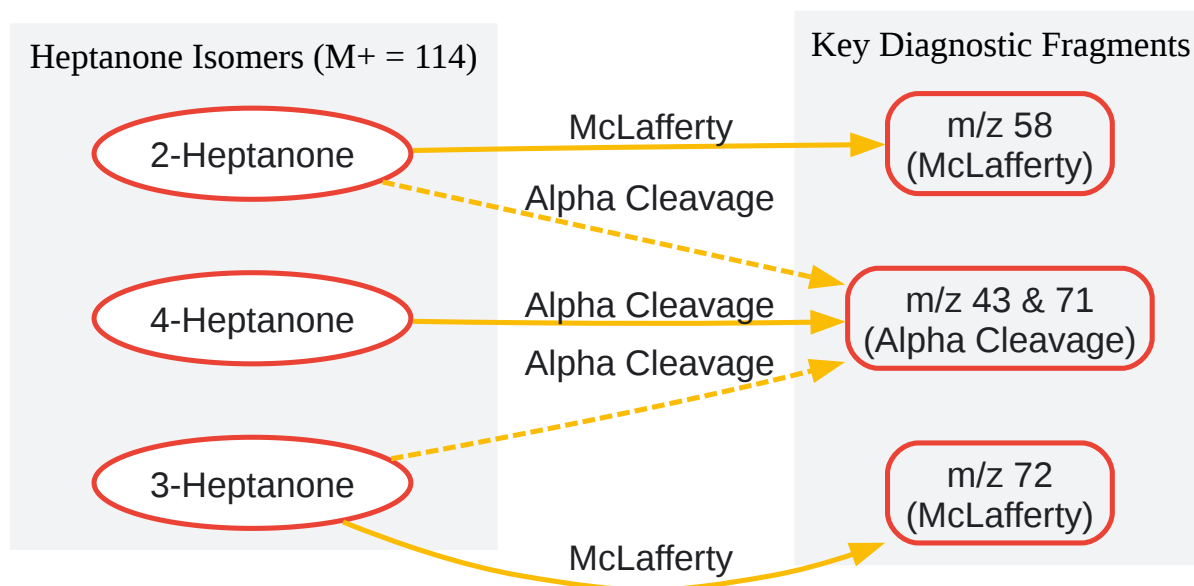 Heptanone Isomers (M+ = 114)
Key Diagnostic Fragments
2-Heptanone
McLafferty
m/z 58
(McLafferty)
Alpha Cleavage
4-Heptanone
Alpha Cleavage
m/z 43 & 71
(Alpha Cleavage)
Alpha Cleavage
3-Heptanone
m/z 72
(McLafferty)
McLafferty